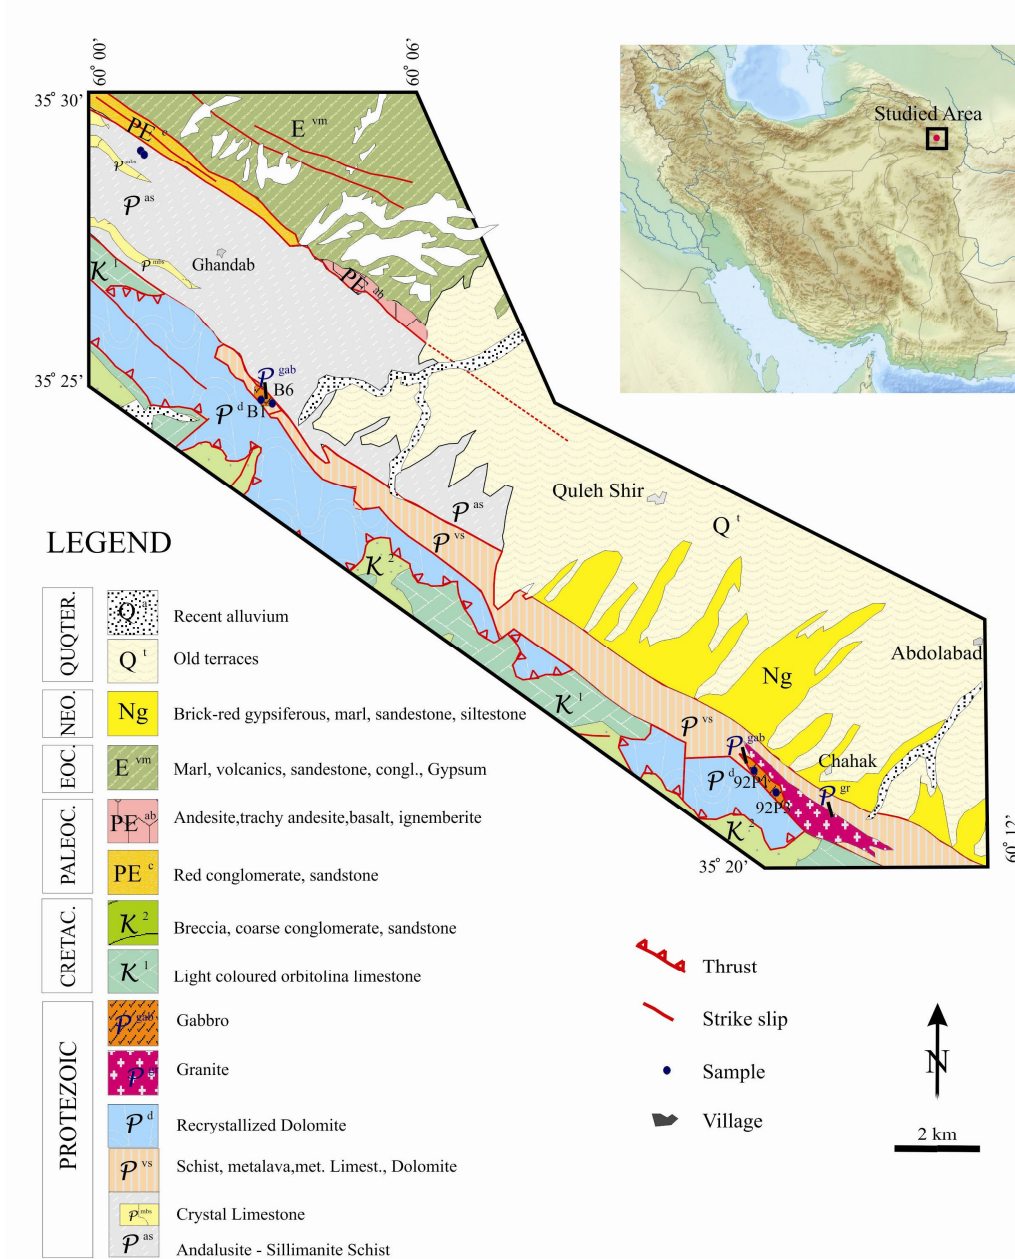 60° 00'
60° 06'
35° 30'
E vm
Studied Area
PE c
P mbs
P as
K 1
P mbs
Ghandab
PE ab
35° 25'
P gab
B6
P d B1
Quleh Shir
P as
Q t
P vs
K 2
LEGEND
Abdolabad
Ng
K 1
P vs
P gab
Chahak
P d 92P1
P gr
92P3
K 2
60° 12'
35° 20'
QUQTER.
Q al
Recent alluvium
Q t
Old terraces
NEO.
Ng
Brick-red gypsiferous, marl, sandestone, siltestone
EOC.
E vm
Marl, volcanics, sandestone, congl., Gypsum
PALEOC.
PE ab
Andesite,trachy andesite,basalt, ignemberite
PE c
Red conglomerate, sandstone
CRETAC.
K 2
Breccia, coarse conglomerate, sandstone
K 1
Light coloured orbitolina limestone
PROTEZOIC
P gab
Gabbro
P gr
Granite
P d
Recrystallized Dolomite
P vs
Schist, metalava,met. Limest., Dolomite
P mbs
Crystal Limestone
P as
Andalusite - Sillimanite Schist
Thrust
Strike slip
Sample
Village
N
2 km